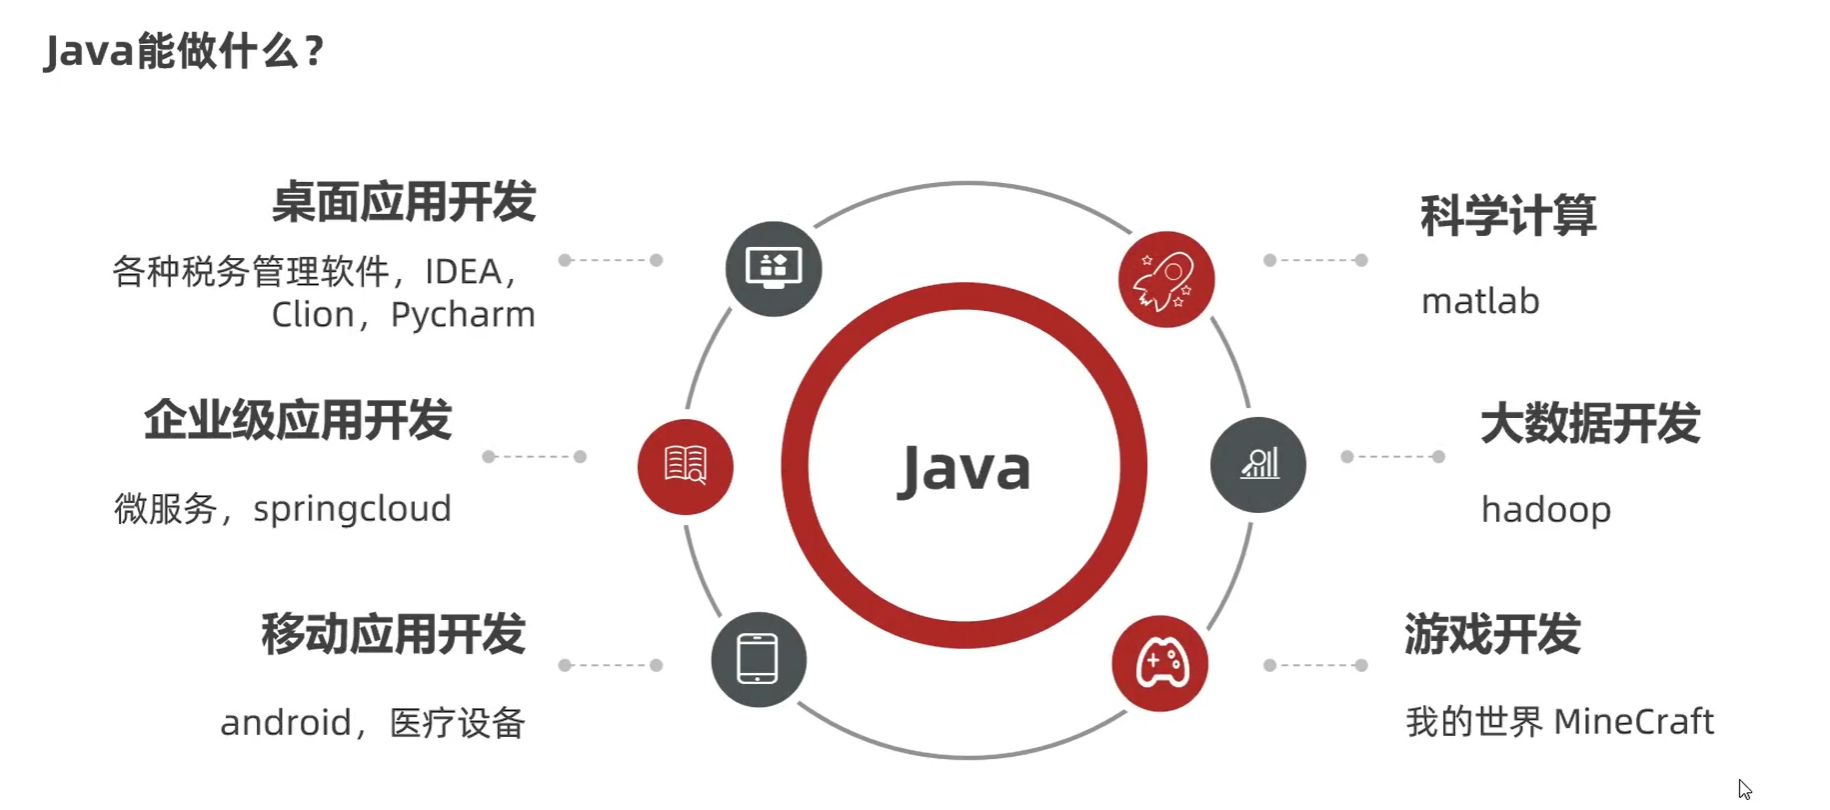 Java能做什么？
桌面应用开发
各种税务管理软件，IDEA，
Clion，Pycharm
企业级应用开发
微服务，springcloud
移动应用开发
android，医疗设备
Java
科学计算
matlab
大数据开发
hadoop
游戏开发
我的世界 MineCraft